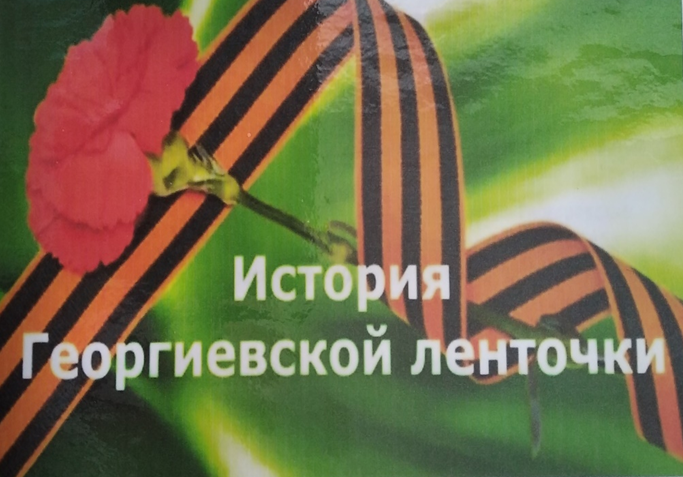 История
Георгиевской ленточки